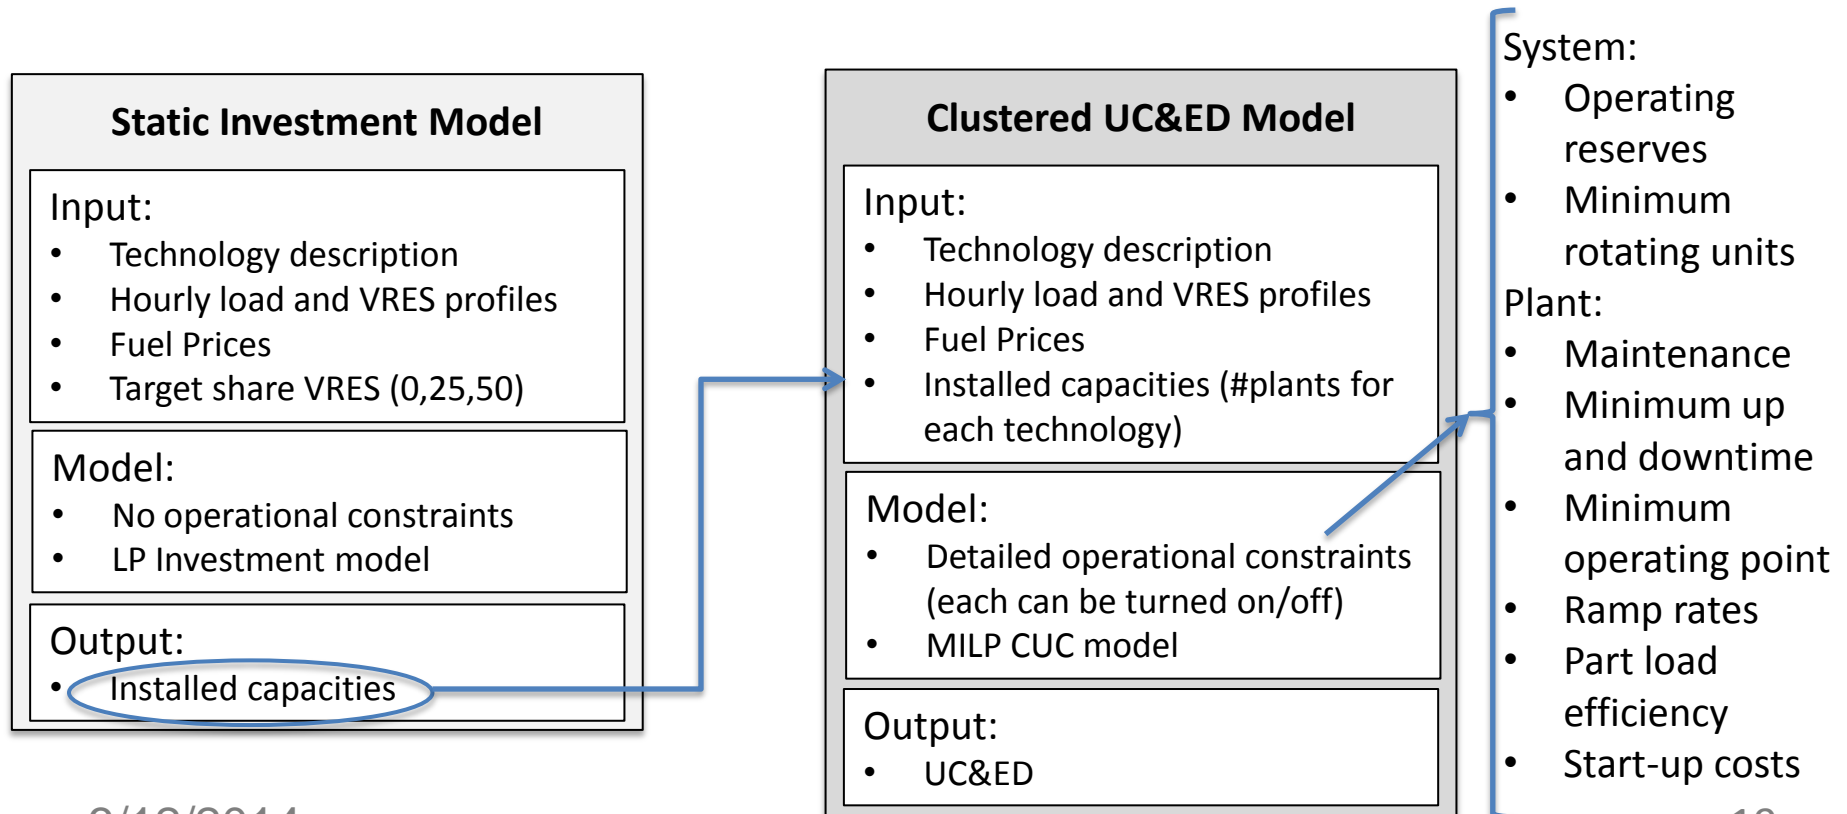 Static Investment Model
Input:
• Technology description
• Hourly load and VRES profiles
• Fuel Prices
• Target share VRES (0,25,50)
Model:
• No operational constraints
• LP Investment model
Output:
• Installed capacities
Clustered UC&ED Model
Input:
• Technology description
• Hourly load and VRES profiles
• Fuel Prices
• Installed capacities (#plants for
each technology)
Model:
• Detailed operational constraints
(each can be turned on/off)
• MILP CUC model
Output:
• UC&ED
System:
• Operating
reserves
• Minimum
rotating units
Plant:
• Maintenance
• Minimum up
and downtime
• Minimum
operating point
• Ramp rates
• Part load
efficiency
• Start-up costs